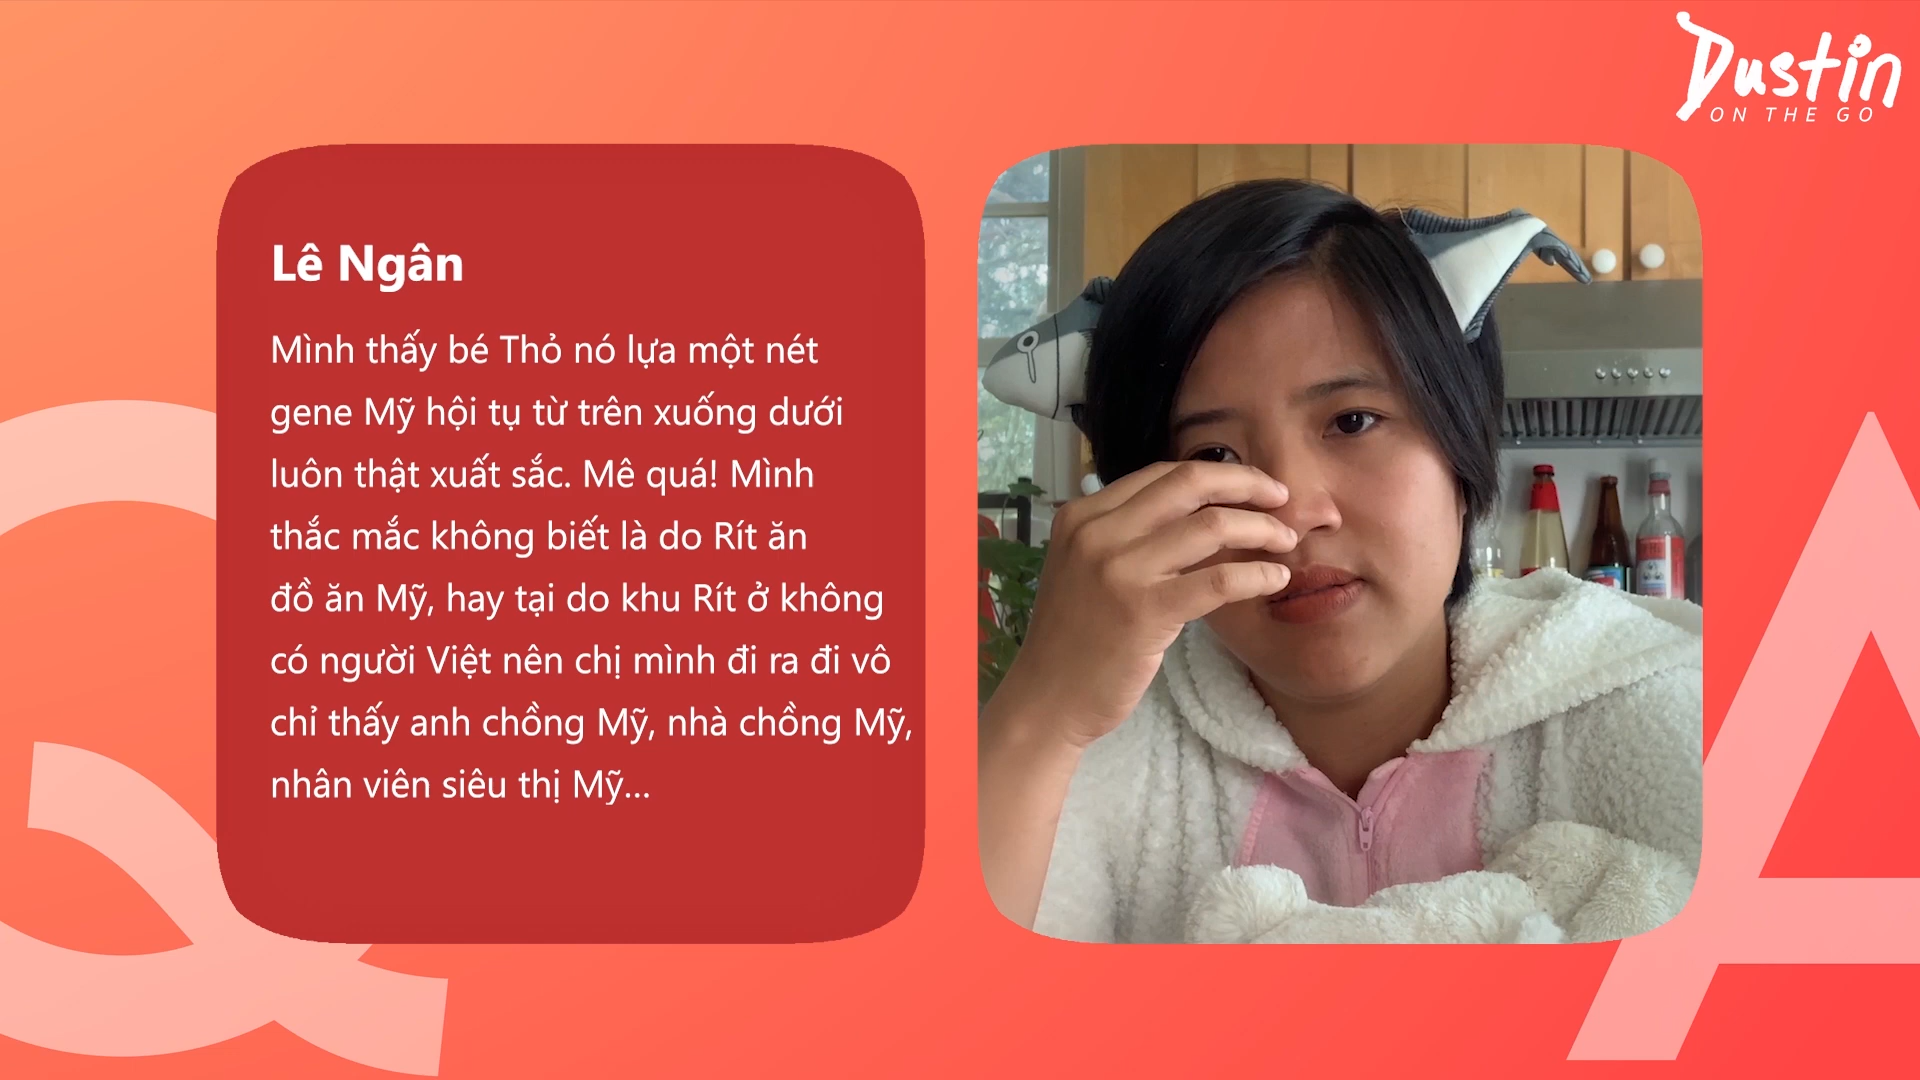 Dustin
ON THE GO
Lê Ngân
Mình thấy bé Thỏ nó lựa một nét
gene Mỹ hội tụ từ trên xuống dưới
luôn thật xuất sắc. Mê quá! Mình
thắc mắc không biết là do Rít ăn
đồ ăn Mỹ, hay tại do khu Rít ở không
có người Việt nên chị mình đi ra đi vô
chỉ thấy anh chồng Mỹ, nhà chồng Mỹ,
nhân viên siêu thị Mỹ...
Q
A